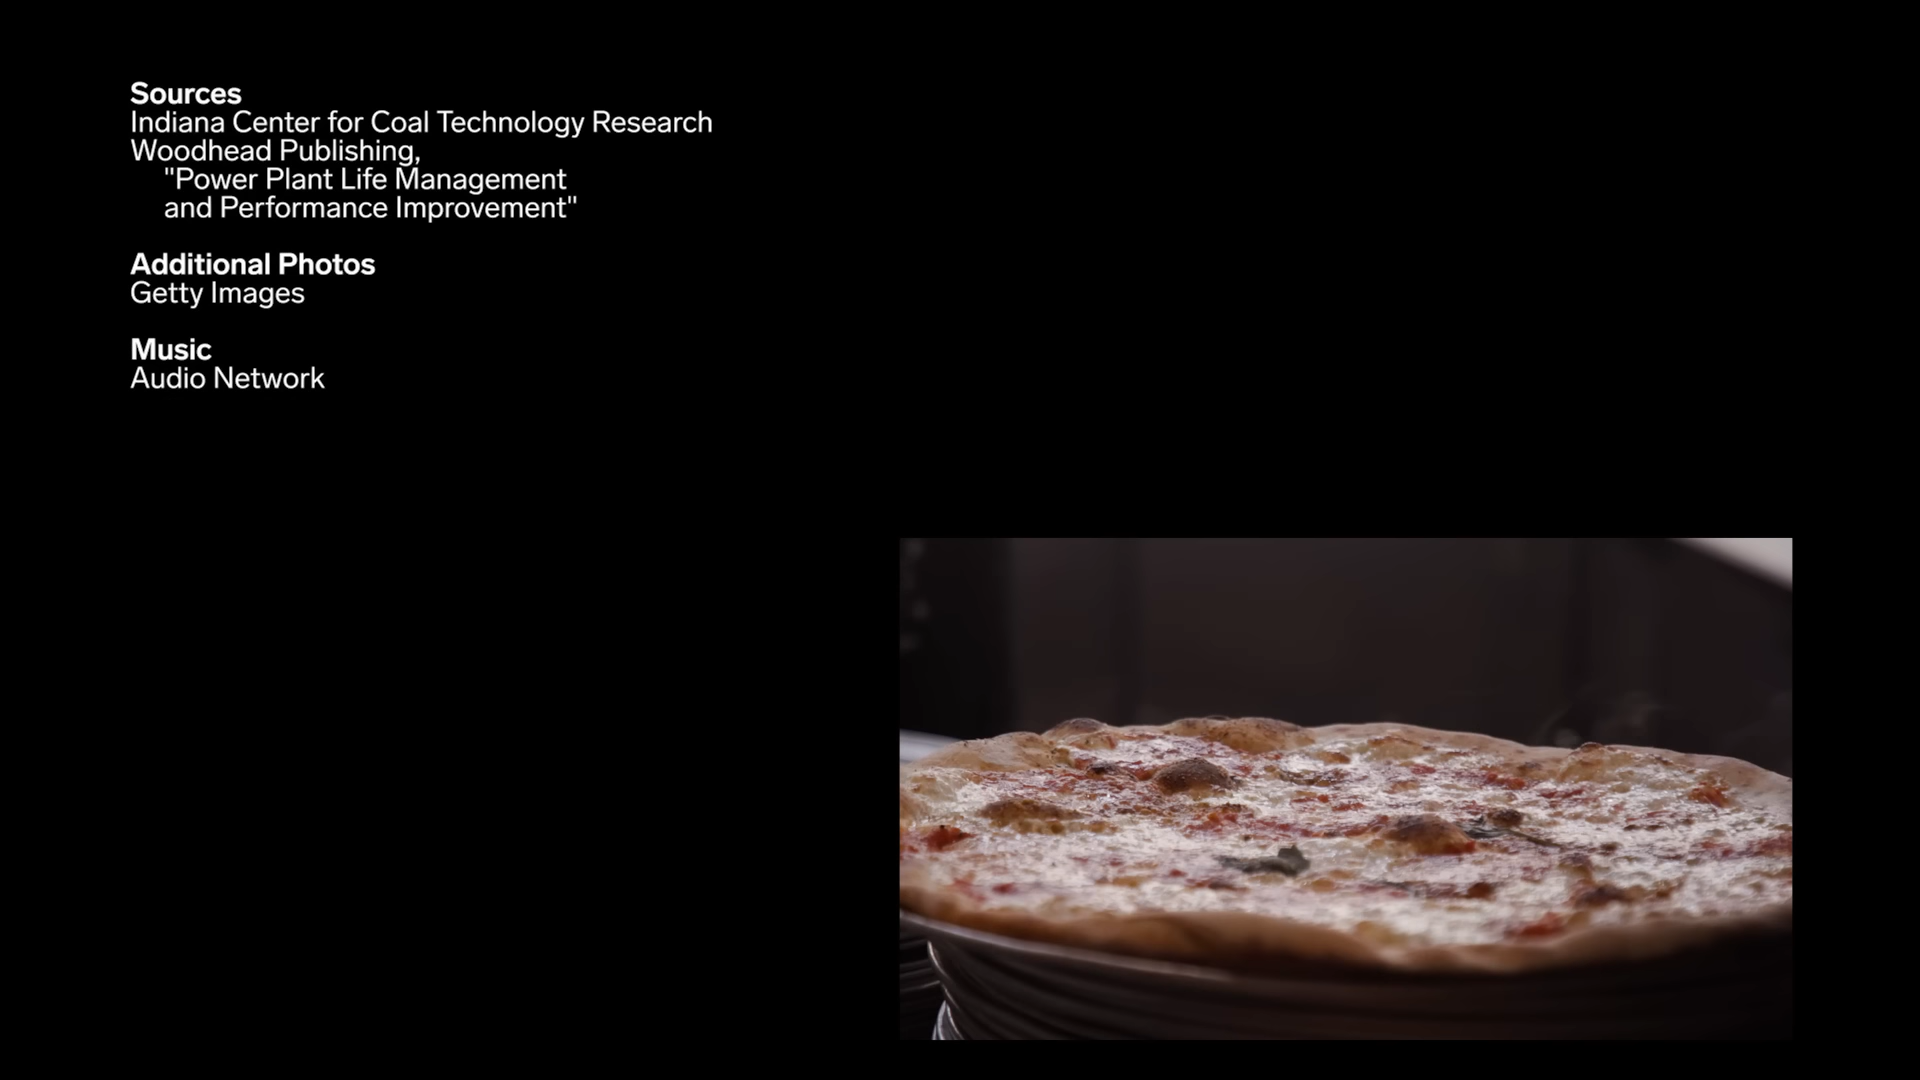 Sources
Indiana Center for Coal Technology Research
Woodhead Publishing,
"Power Plant Life Management
and Performance Improvement"
Additional Photos
Getty Images
Music
Audio Network